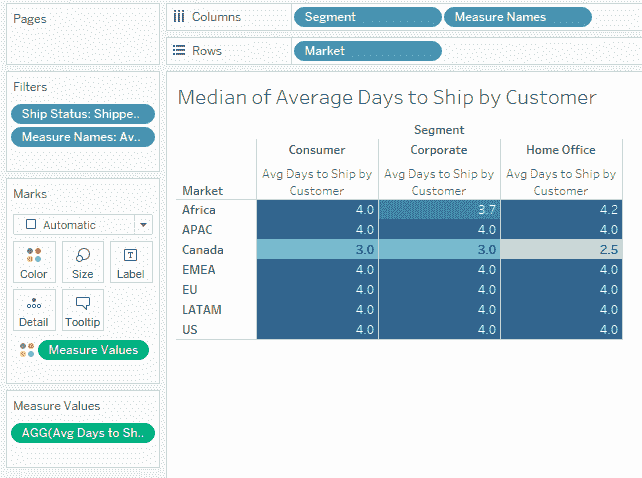 Pages
Columns Segment Measure Names
Rows Market
Filters
Ship Status: Shippe..
Measure Names: Av..
Marks
Automatic
Color Size Label
Detail Tooltip
Measure Values
Measure Values
AGG(Avg Days to Sh..
Median of Average Days to Ship by Customer
Segment
Consumer Corporate Home Office
Market Avg Days to Ship by Customer Avg Days to Ship by Customer Avg Days to Ship by Customer
Africa 4.0 3.7 4.2
APAC 4.0 4.0 4.0
Canada 3.0 3.0 2.5
EMEA 4.0 4.0 4.0
EU 4.0 4.0 4.0
LATAM 4.0 4.0 4.0
US 4.0 4.0 4.0